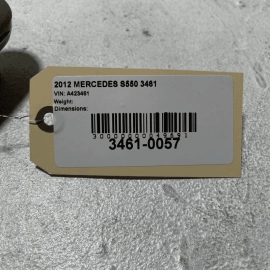 2012 MERCEDES S550 3461
VIN: A423461
Weight:
Dimensions:
3461-0057